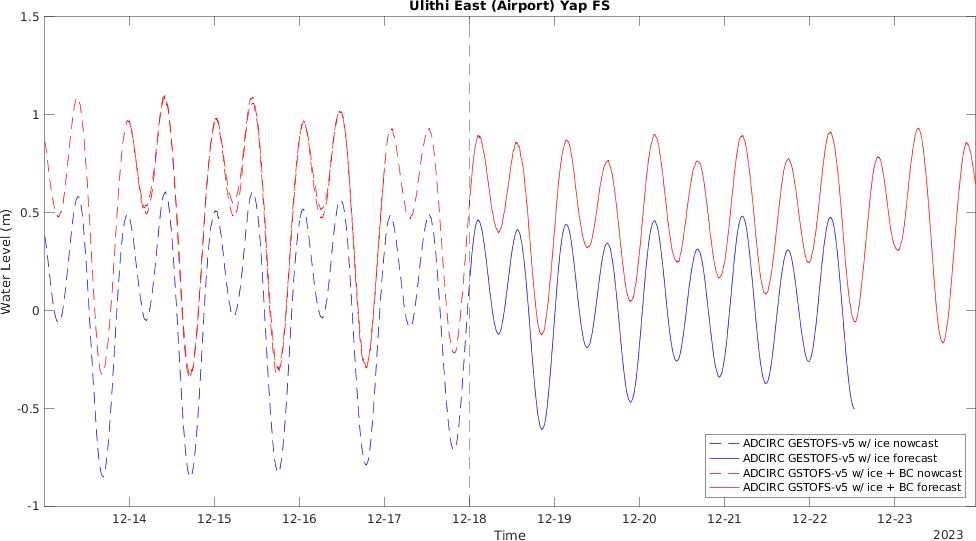 Ulithi East (Airport) Yap FS
1.5
1
0.5
0
-0.5
-1
Water Level (m)
12-14
12-15
12-16
12-17
12-18
12-19
12-20
12-21
12-22
12-23
Time
2023
ADCIRC GESTOFS-v5 w/ ice nowcast
ADCIRC GESTOFS-v5 w/ ice forecast
ADCIRC GSTOFS-v5 w/ ice + BC nowcast
ADCIRC GSTOFS-v5 w/ ice + BC forecast